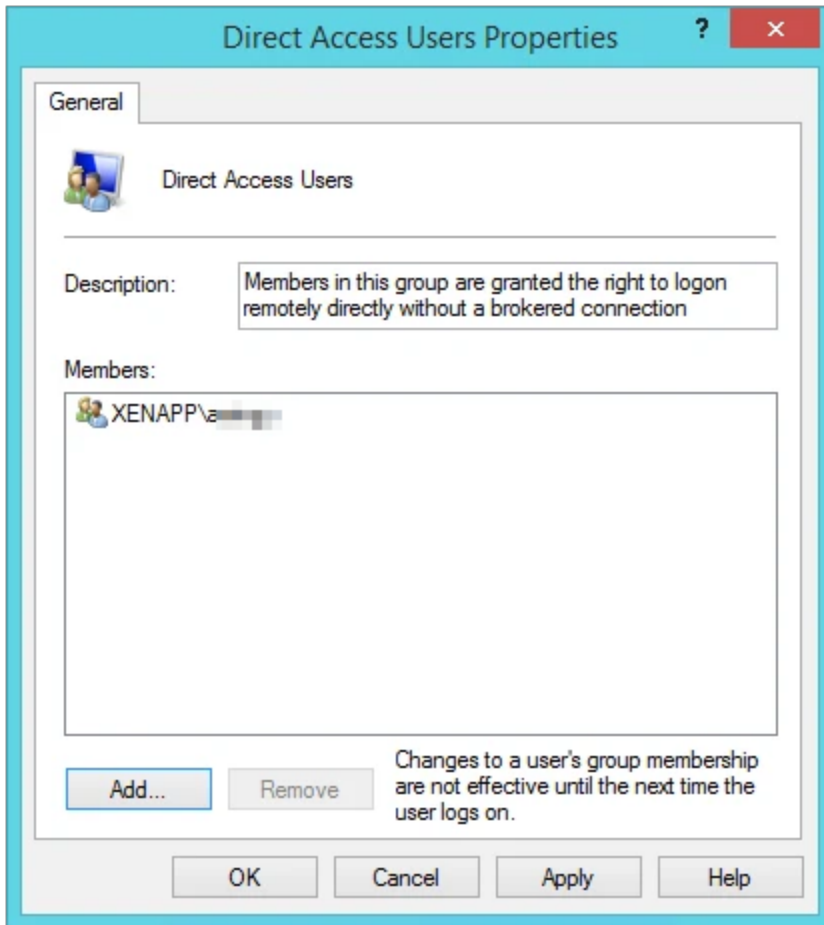 Direct Access Users Properties
?
General
Direct Access Users
Description:
Members in this group are granted the right to logon
remotely directly without a brokered connection
Members:
XENAPP\a
Add...
Remove
Changes to a user's group membership
are not effective until the next time the
user logs on.
OK
Cancel
Apply
Help